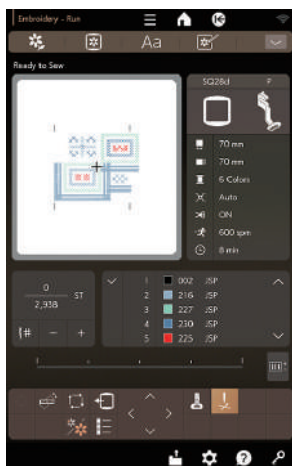 Embroidery - Run
Aa
Ready to Sew
SQ28d P
70 mm
70 mm
6 Colors
Auto
ON
600 spm
8 min
0
2,938
ST
1 002 JSP
2 216 JSP
3 227 JSP
4 230 JSP
5 225 JSP
# - +
?